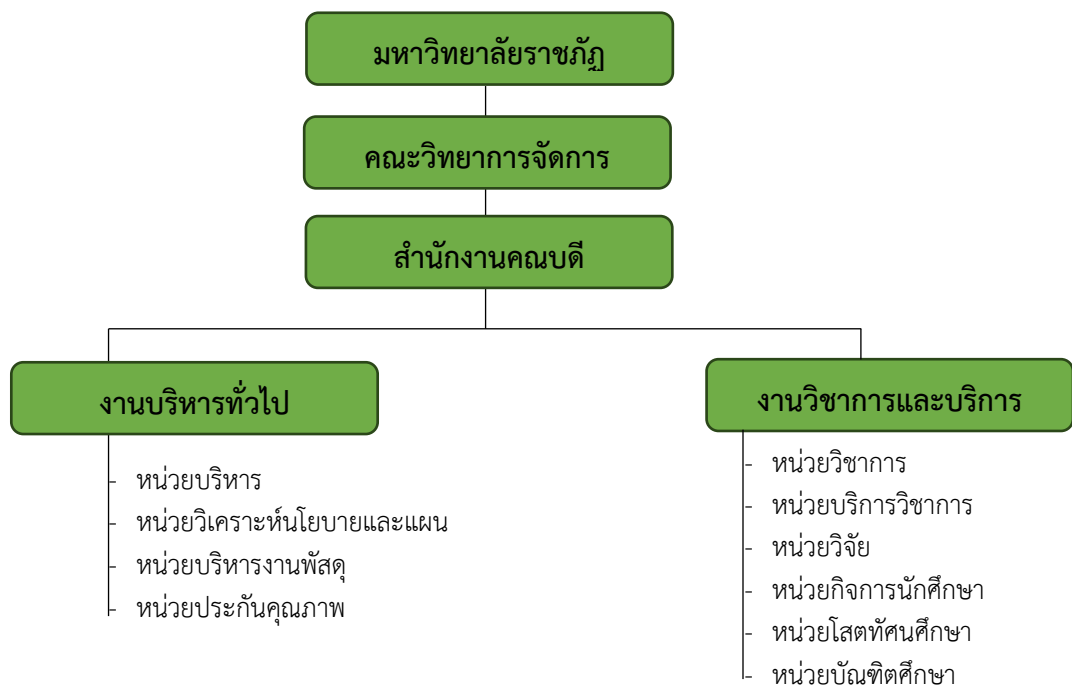 มหาวิทยาลัยราชภัฏ
คณะวิทยาการจัดการ
สำนักงานคณบดี
งานบริหารทั่วไป
- หน่วยบริหาร
- หน่วยวิเคราะห์นโยบายและแผน
- หน่วยบริหารงานพัสดุ
- หน่วยประกันคุณภาพ
งานวิชาการและบริการ
- หน่วยวิชาการ
- หน่วยบริการวิชาการ
- หน่วยวิจัย
- หน่วยกิจการนักศึกษา
- หน่วยโสตทัศนศึกษา
- หน่วยบัณฑิตศึกษา